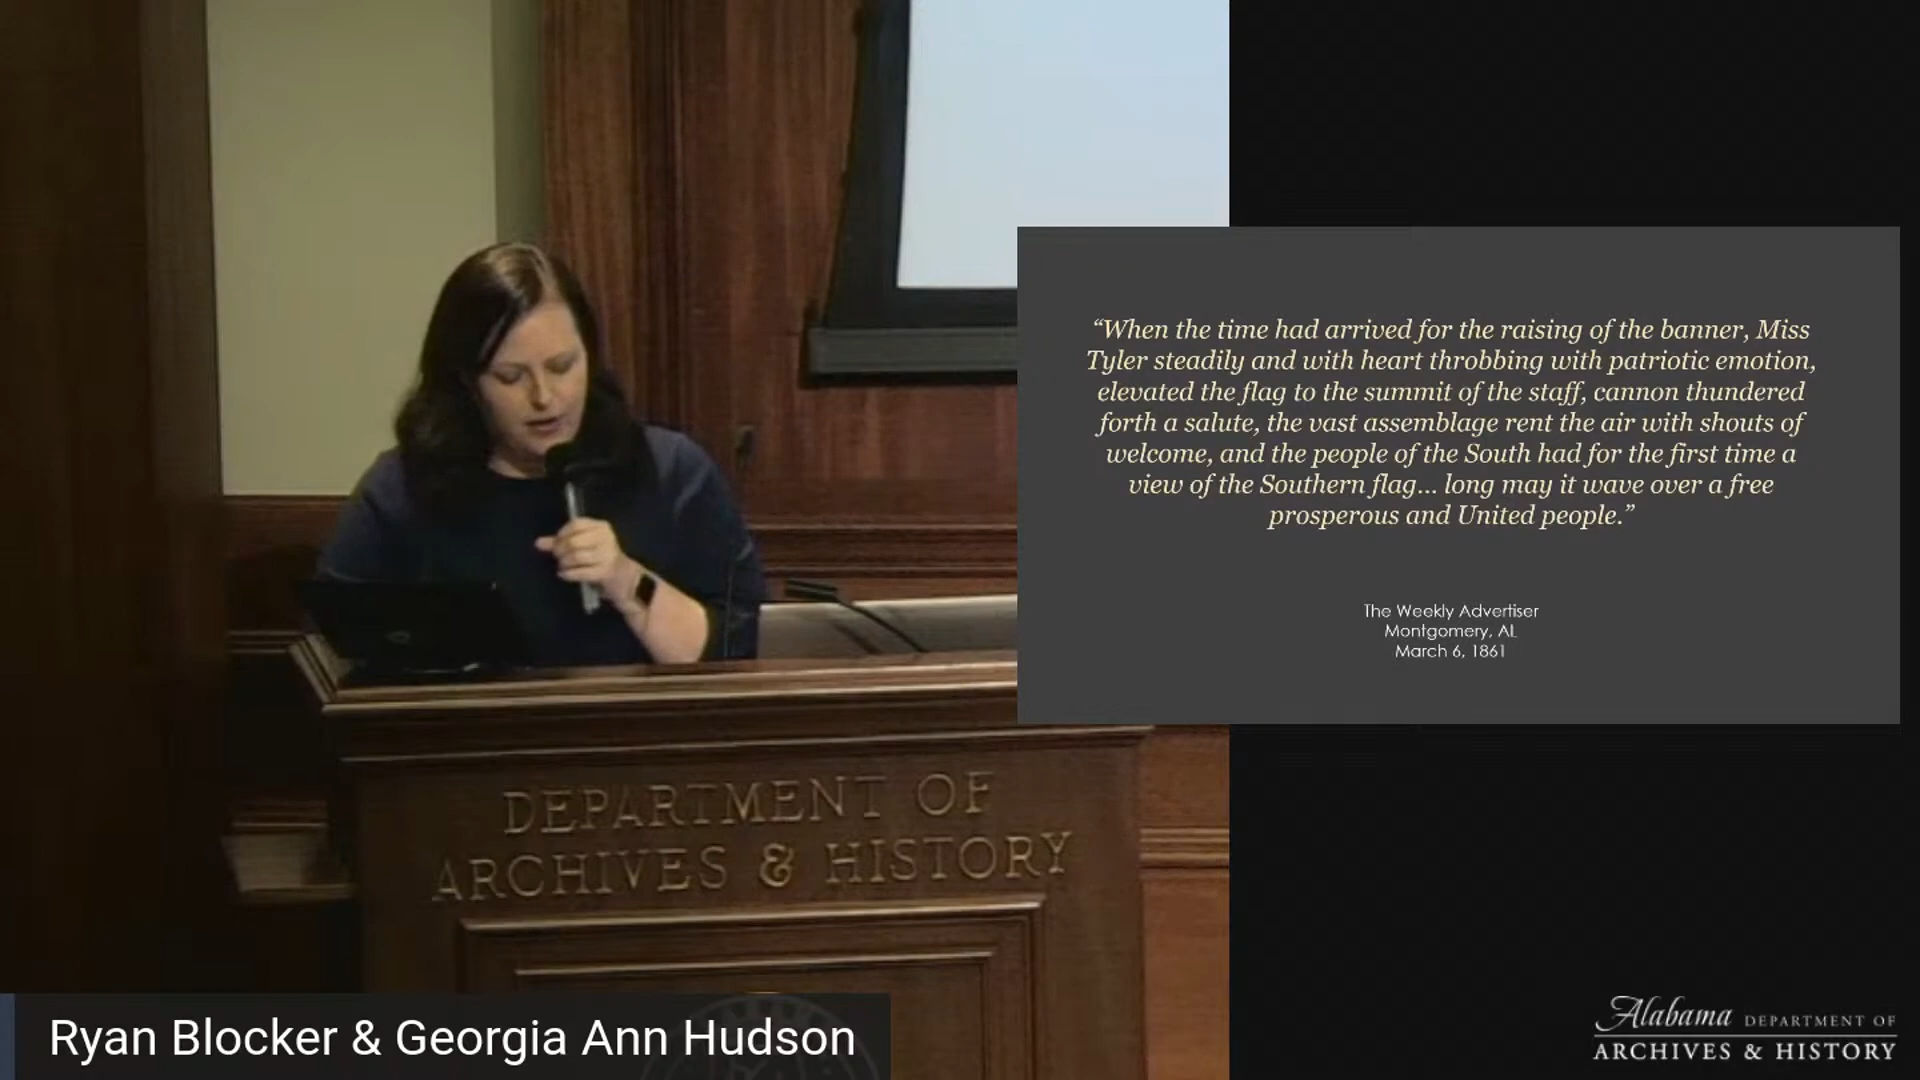 “When the time had arrived for the raising of the banner, Miss
Tyler steadily and with heart throbbing with patriotic emotion,
elevated the flag to the summit of the staff, cannon thundered
forth a salute, the vast assemblage rent the air with shouts of
welcome, and the people of the South had for the first time a
view of the Southern flag... long may it wave over a free
prosperous and United people.”
The Weekly Advertiser
Montgomery, AL
March 6, 1861
DEPARTMENT OF
ARCHIVES & HISTORY
Ryan Blocker & Georgia Ann Hudson
Alabama DEPARTMENT OF
ARCHIVES & HISTORY